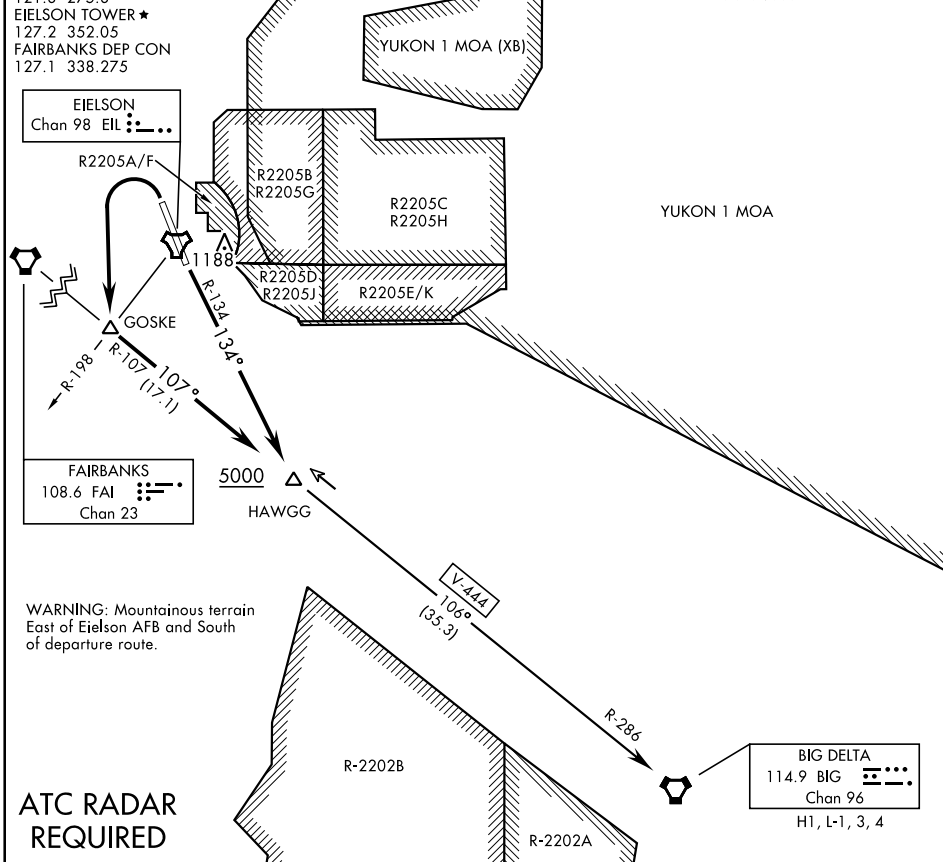 EIELSON TOWER ★
127.2 352.05
FAIRBANKS DEP CON
127.1 338.275
YUKON 1 MOA (XB)
EIELSON
Chan 98 EIL
R2205A/F
R2205B
R2205G
R2205C
R2205H
YUKON 1 MOA
1188
R2205D
R2205J
R2205E/K
R-134
134°
GOSKE
R-198
R-107
(17.1)
107°
FAIRBANKS
108.6 FAI
Chan 23
5000
HAWGG
V-444
106°
(35.3)
WARNING: Mountainous terrain
East of Eielson AFB and South
of departure route.
R-286
R-2202B
BIG DELTA
114.9 BIG
Chan 96
H1, L-1, 3, 4
ATC RADAR
REQUIRED
R-2202A